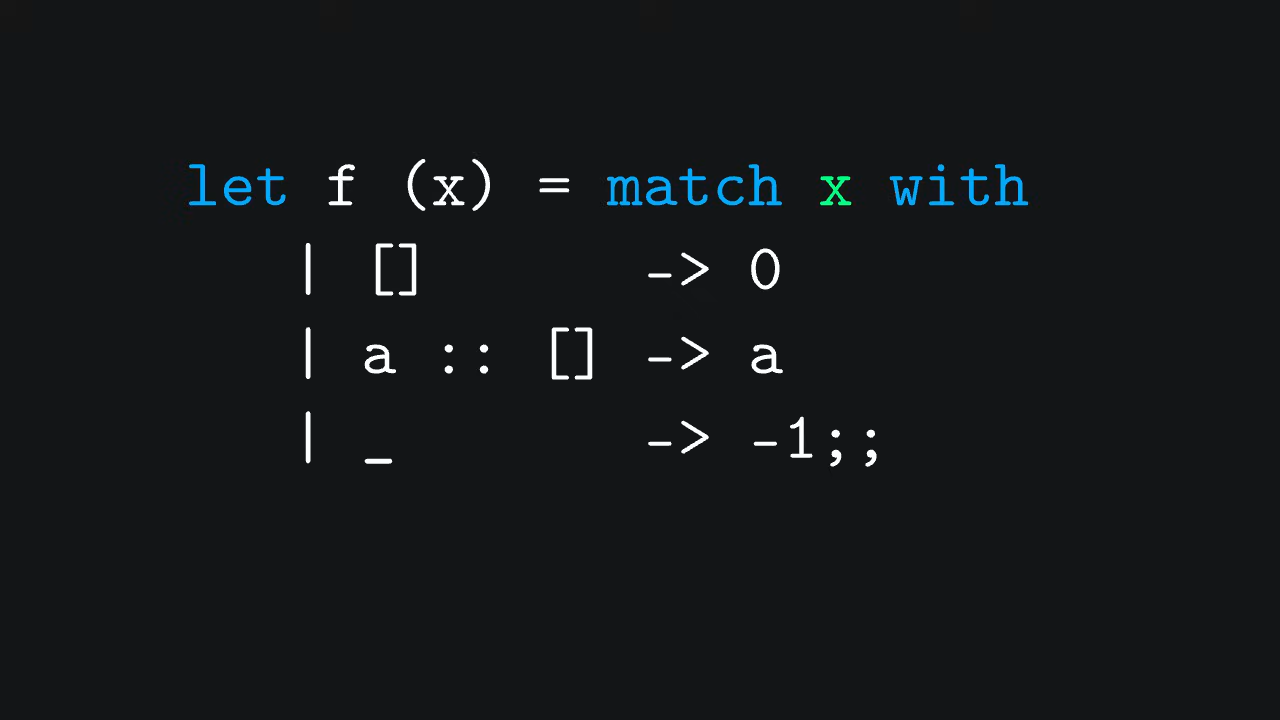 let f (x) = match x with
| [] -> 0
| a :: [] -> a
| _ -> -1;;